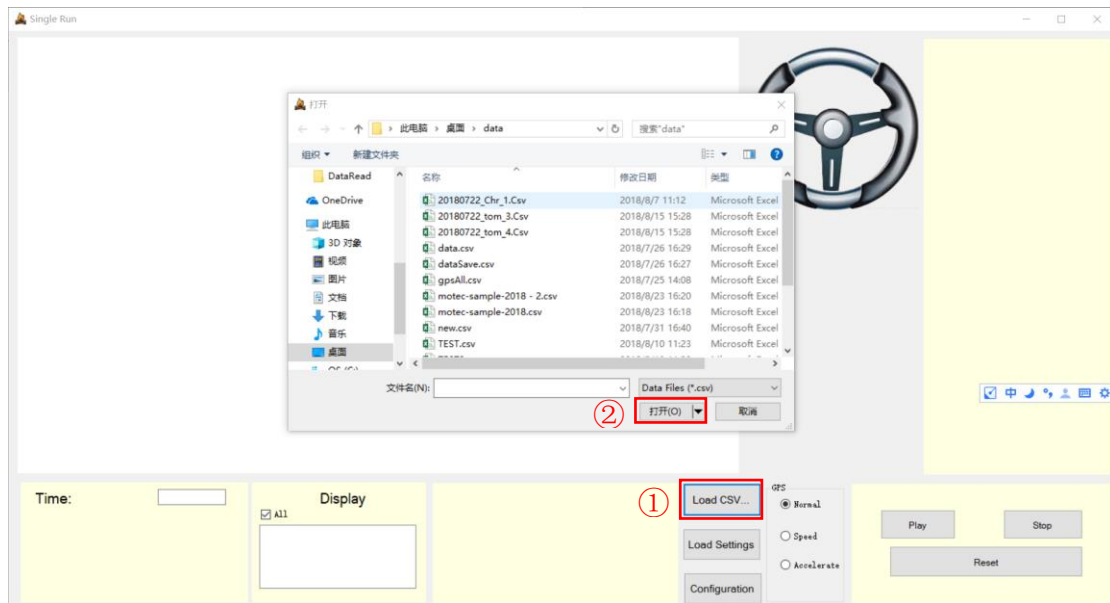 Single Run
打开
此电脑 › 桌面 › data
搜索"data"
组织 新建文件夹
名称 修改日期 类型
DataRead
OneDrive
此电脑
3D 对象
视频
图片
文档
下载
音乐
桌面
20180722_Chr_1.Csv 2018/8/7 11:12 Microsoft Excel
20180722_tom_3.Csv 2018/8/15 15:28 Microsoft Excel
20180722_tom_4.Csv 2018/8/15 15:28 Microsoft Excel
data.csv 2018/7/26 16:29 Microsoft Excel
dataSave.csv 2018/7/26 16:27 Microsoft Excel
gpsAll.csv 2018/7/25 14:08 Microsoft Excel
motec-sample-2018 - 2.csv 2018/8/23 16:20 Microsoft Excel
motec-sample-2018.csv 2018/8/23 16:18 Microsoft Excel
new.csv 2018/7/31 16:40 Microsoft Excel
TEST.csv 2018/8/10 11:23 Microsoft Excel
文件名(N): Data Files (*.csv)
② 打开(O) 取消
中
Time:
Display
All
① Load CSV...
Load Settings
Configuration
GPS
Normal
Speed
Accelerate
Play Stop
Reset